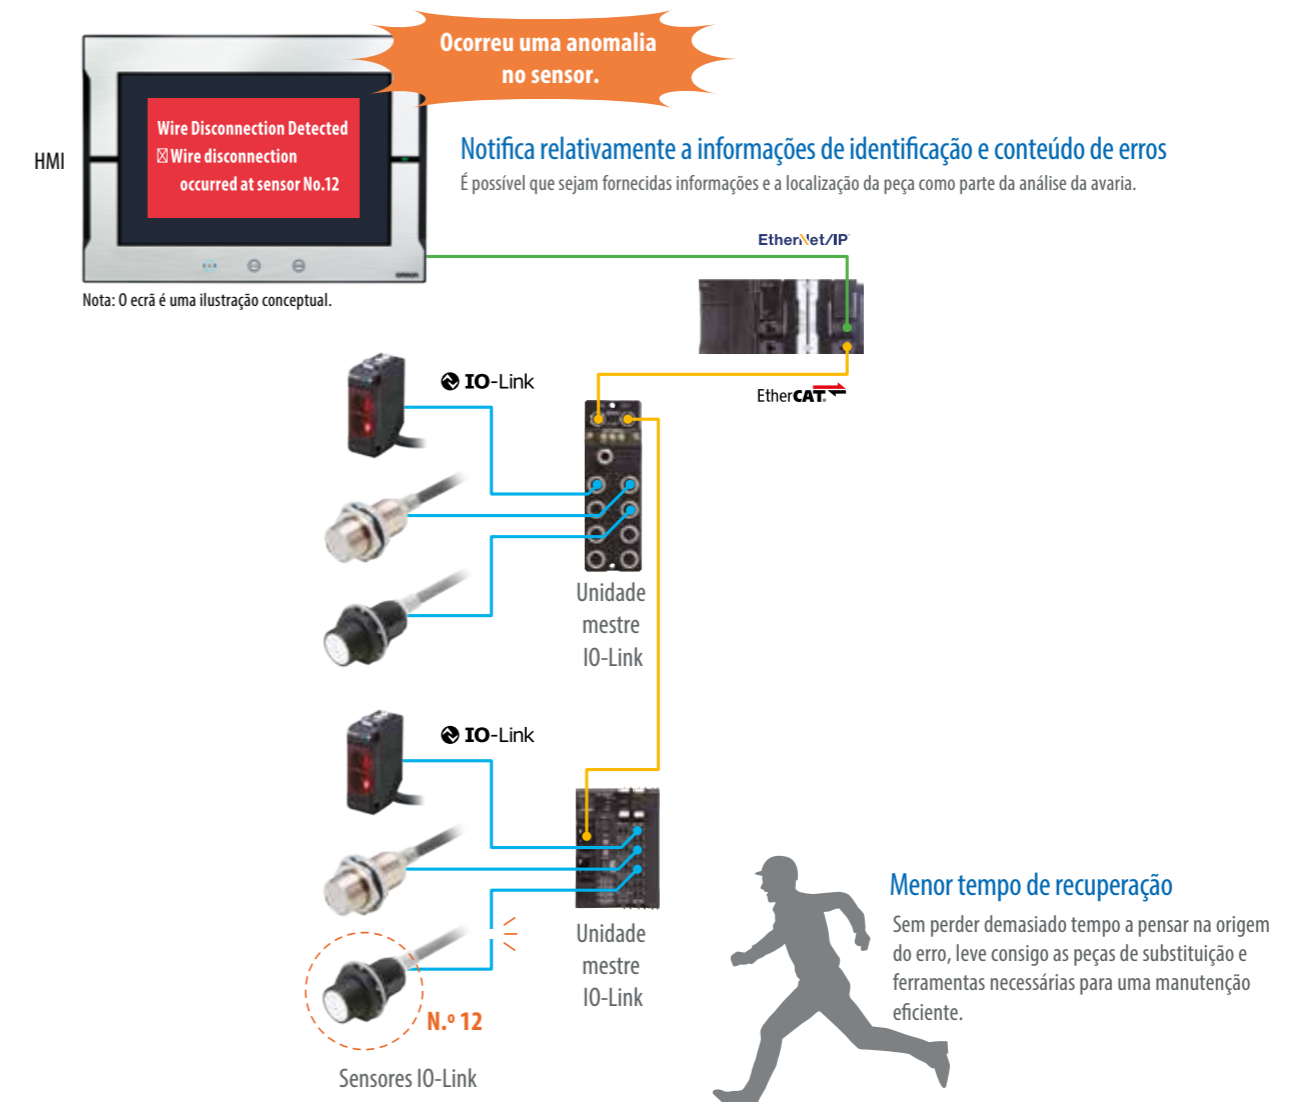 Ocorreu uma anomalia
no sensor.
Wire Disconnection Detected
Wire disconnection
occurred at sensor No.12
HMI
OMRON
Nota: O ecrã é uma ilustração conceptual.
Notifica relativamente a informações de identificação e conteúdo de erros
É possível que sejam fornecidas informações e a localização da peça como parte da análise da avaria.
EtherNet/IP
EtherCAT
IO-Link
Unidade
mestre
IO-Link
IO-Link
Unidade
mestre
IO-Link
N.º 12
Sensores IO-Link
Menor tempo de recuperação
Sem perder demasiado tempo a pensar na origem
do erro, leve consigo as peças de substituição e
ferramentas necessárias para uma manutenção
eficiente.